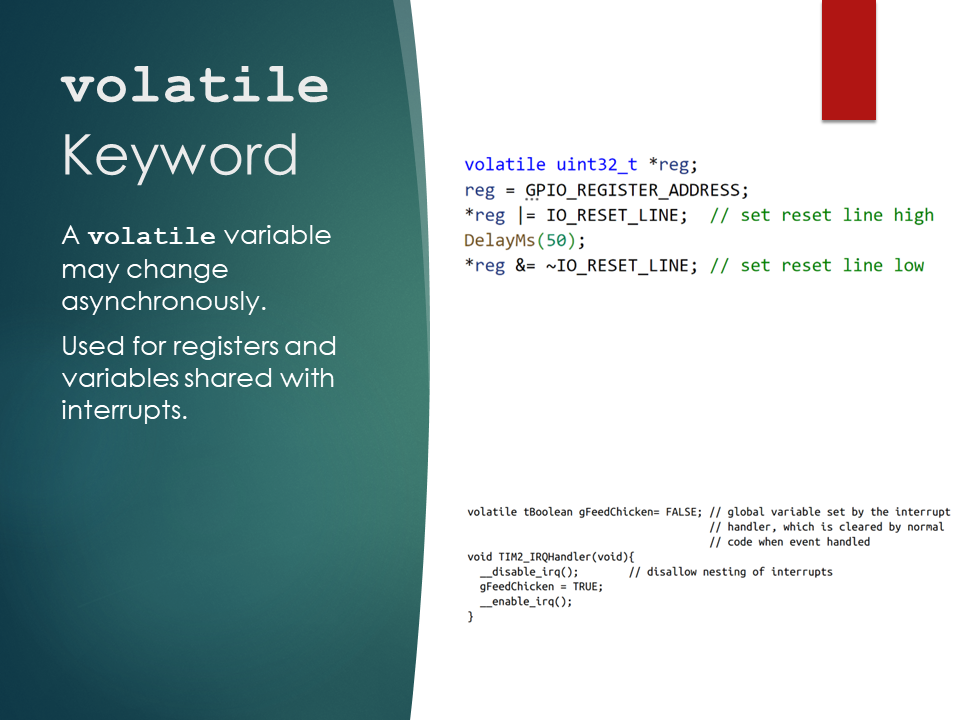 volatile
Keyword
A volatile variable
may change
asynchronously.
Used for registers and
variables shared with
interrupts.
volatile uint32_t *reg;
reg = GPIO_REGISTER_ADDRESS;
*reg |= IO_RESET_LINE;  // set reset line high
DelayMs(50);
*reg &= ~IO_RESET_LINE; // set reset line low
volatile tBoolean gFeedChicken= FALSE; // global variable set by the interrupt
// handler, which is cleared by normal
// code when event handled
void TIM2_IRQHandler(void){
__disable_irq();       // disallow nesting of interrupts
gFeedChicken = TRUE;
__enable_irq();
}